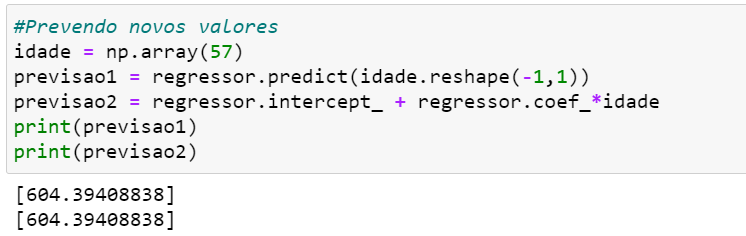 #Prevendo novos valores
idade = np.array(57)
previsao1 = regressor.predict(idade.reshape(-1,1))
previsao2 = regressor.intercept_ + regressor.coef_*idade
print(previsao1)
print(previsao2)
[604.39408838]
[604.39408838]